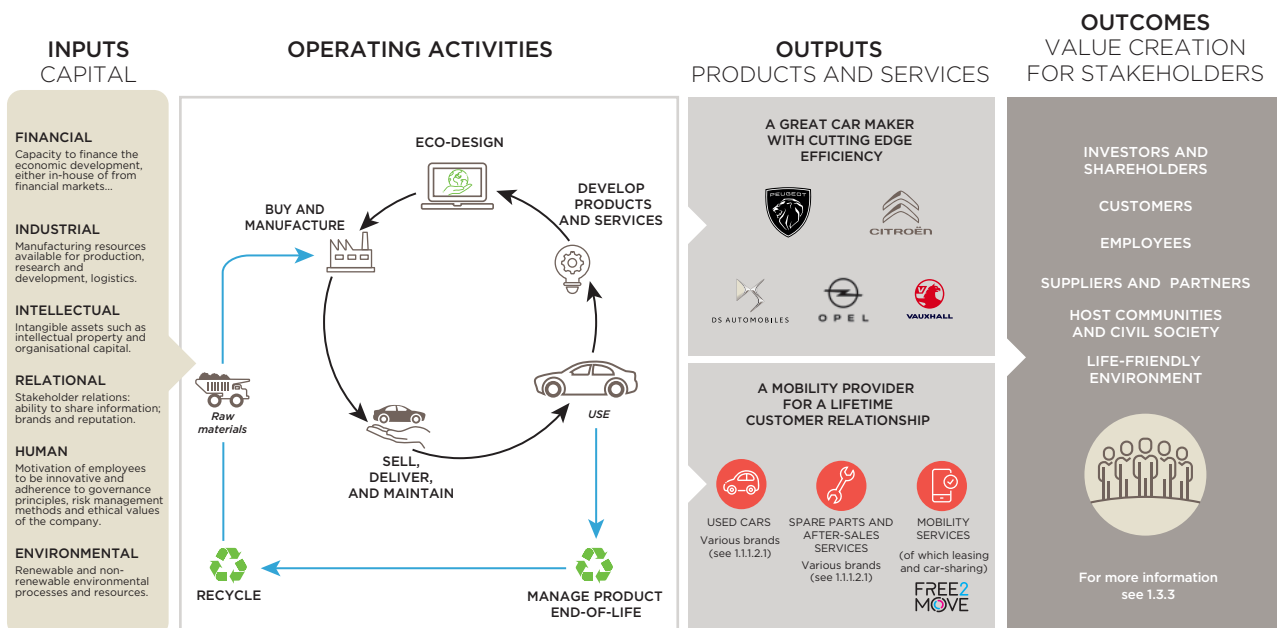 INPUTS
CAPITAL
FINANCIAL
Capacity to finance the
economic development,
either in-house of from
financial markets...
INDUSTRIAL
Manufacturing resources
available for production,
research and
development, logistics.
INTELLECTUAL
Intangible assets such as
intellectual property and
organisational capital.
RELATIONAL
Stakeholder relations:
ability to share information;
brands and reputation.
HUMAN
Motivation of employees
to be innovative and
adherence to governance
principles, risk management
methods and ethical values
of the company.
ENVIRONMENTAL
Renewable and non-
renewable environmental
processes and resources.
OPERATING ACTIVITIES
ECO-DESIGN
DEVELOP
PRODUCTS
AND SERVICES
BUY AND
MANUFACTURE
Raw
materials
USE
SELL,
DELIVER,
AND MAINTAIN
RECYCLE
MANAGE PRODUCT
END-OF-LIFE
OUTPUTS
PRODUCTS AND SERVICES
A GREAT CAR MAKER
WITH CUTTING EDGE
EFFICIENCY
PEUGEOT
CITROËN
DS AUTOMOBILES
OPEL
VAUXHALL
A MOBILITY PROVIDER
FOR A LIFETIME
CUSTOMER RELATIONSHIP
USED CARS
Various brands
(see 1.1.1.2.1)
SPARE PARTS AND
AFTER-SALES
SERVICES
Various brands
(see 1.1.1.2.1)
MOBILITY
SERVICES
(of which leasing
and car-sharing)
FREE2
MOVE
OUTCOMES
VALUE CREATION
FOR STAKEHOLDERS
INVESTORS AND
SHAREHOLDERS
CUSTOMERS
EMPLOYEES
SUPPLIERS AND PARTNERS
HOST COMMUNITIES
AND CIVIL SOCIETY
LIFE-FRIENDLY
ENVIRONMENT
For more information
see 1.3.3